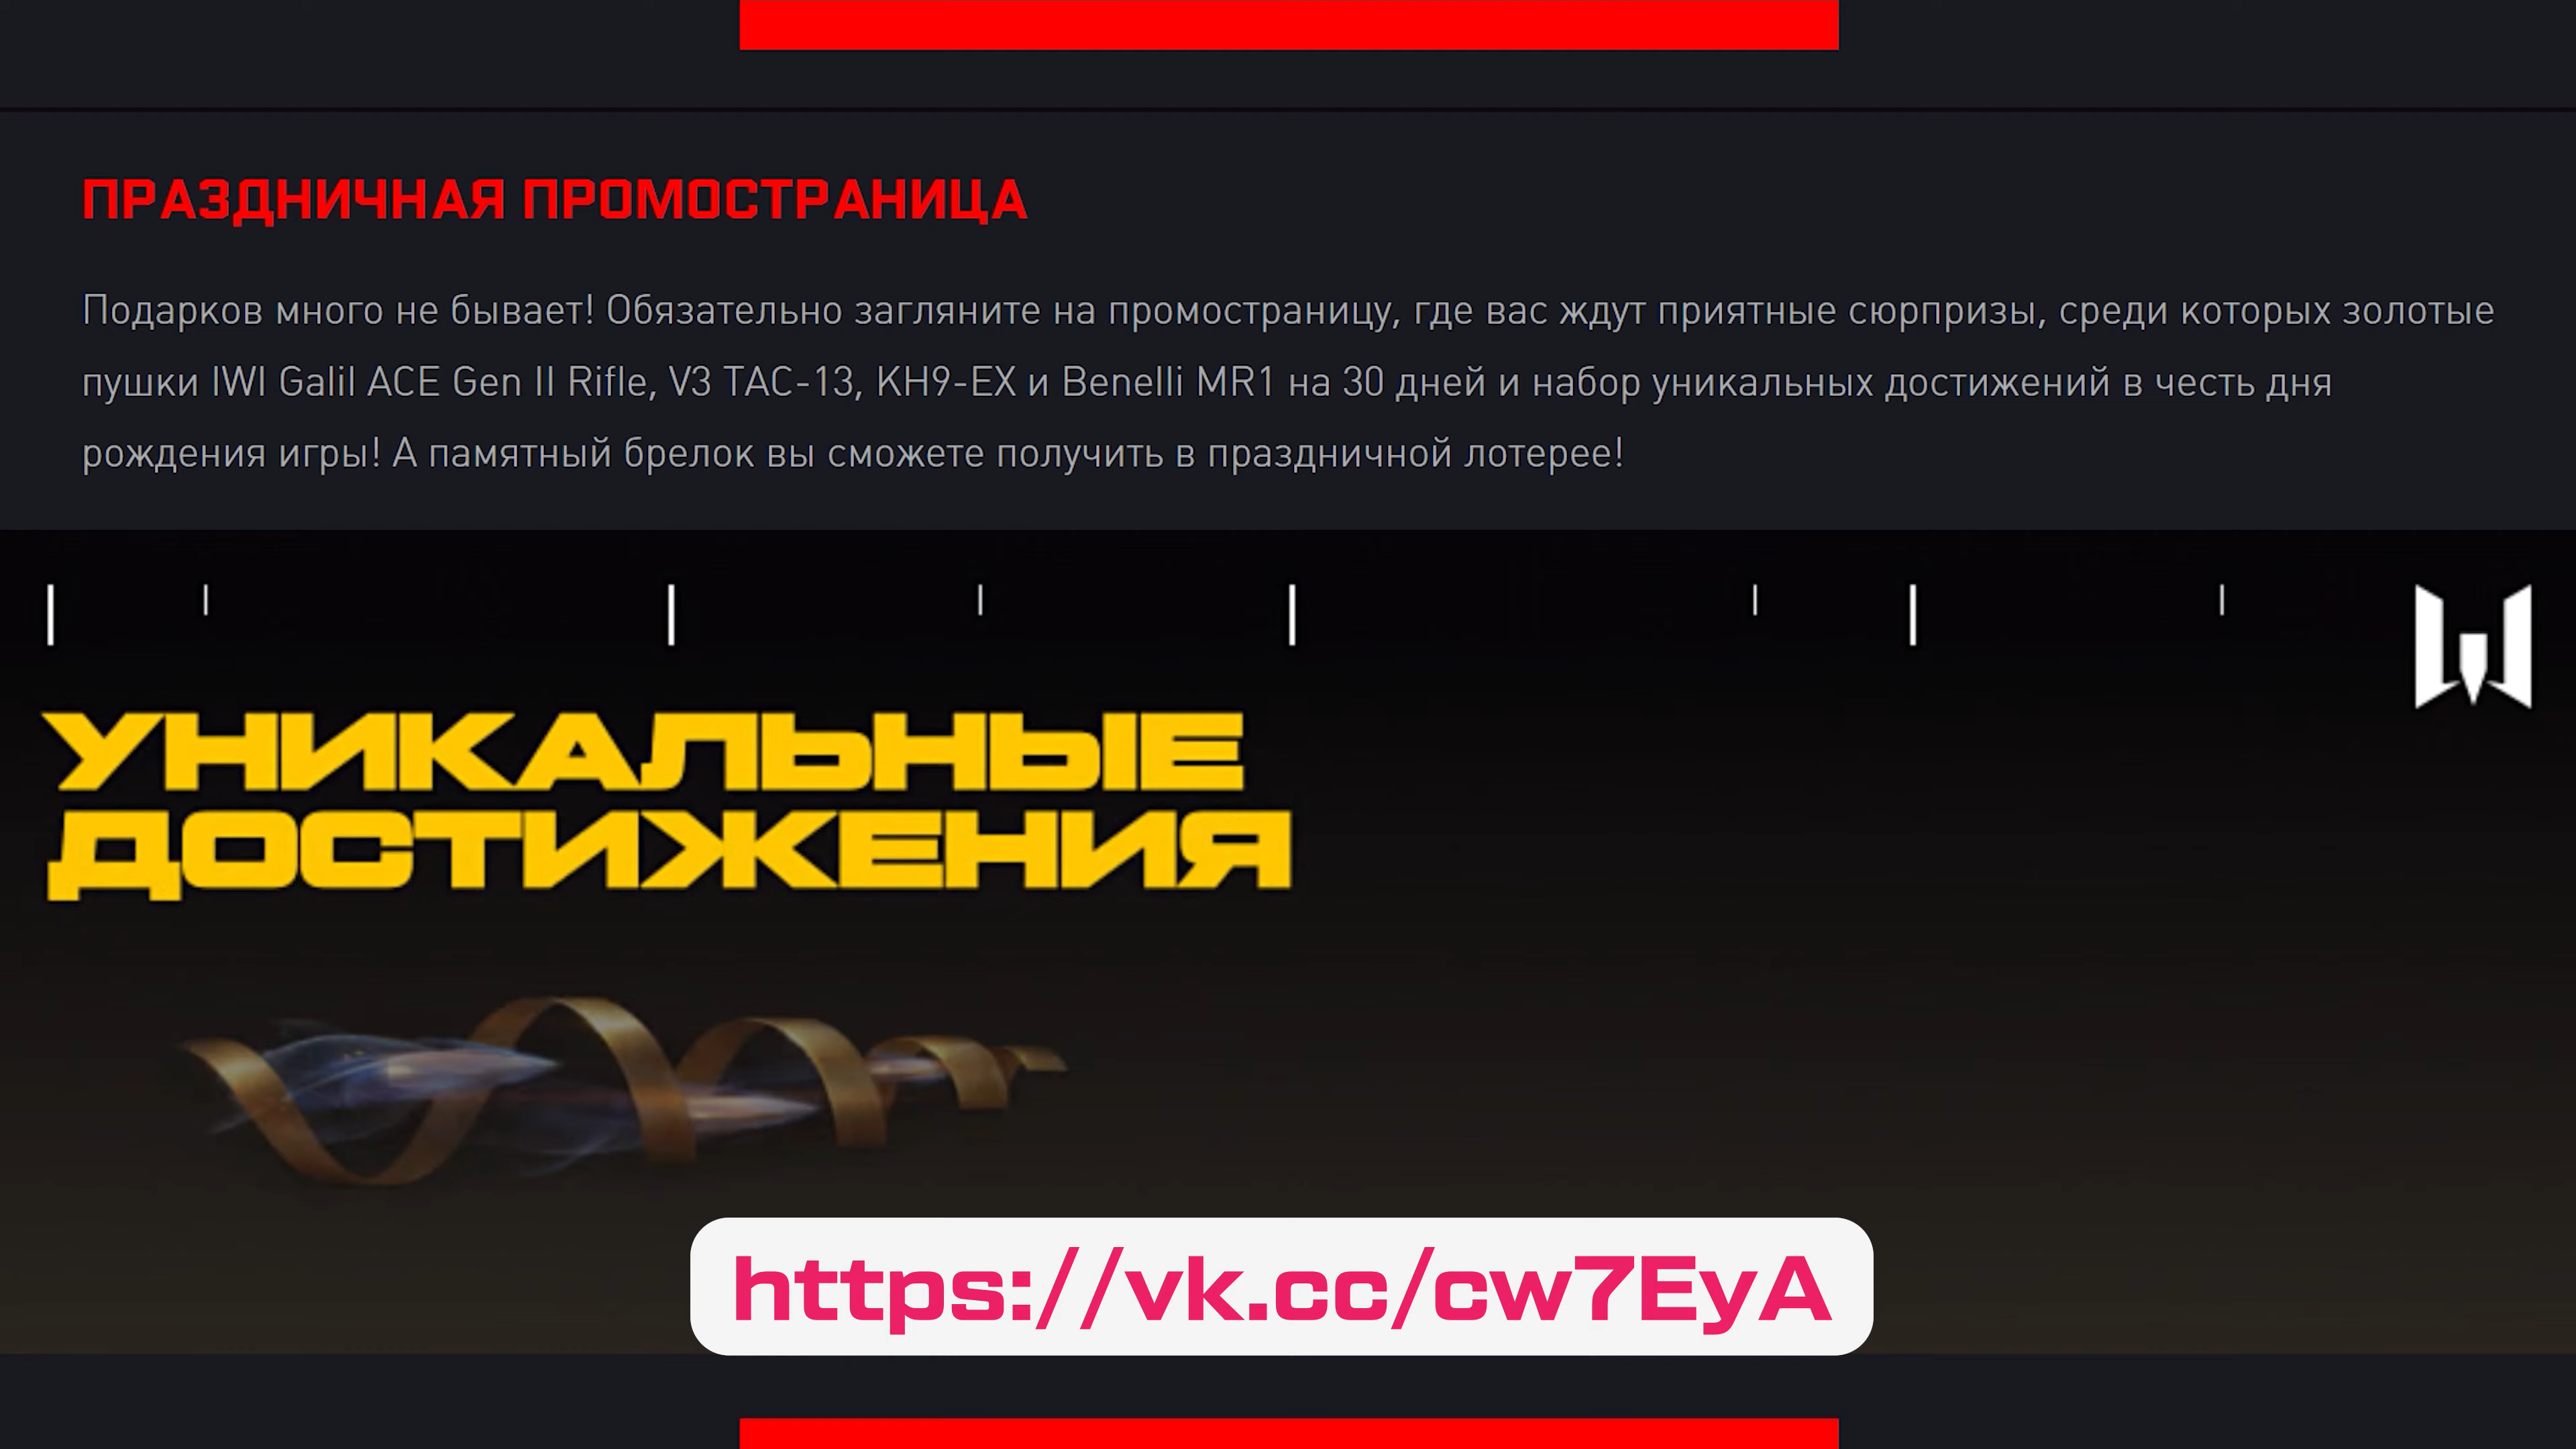 ПРАЗДНИЧНАЯ ПРОМОСТРАНИЦА
Подарков много не бывает! Обязательно загляните на промостраницу, где вас ждут приятные сюрпризы, среди которых золотые
пушки IWI Galil ACE Gen II Rifle, V3 TAC-13, KH9-EX и Benelli MR1 на 30 дней и набор уникальных достижений в честь дня
рождения игры! А памятный брелок вы сможете получить в праздничной лотерее!
УНИКАЛЬНЫЕ
ДОСТИЖЕНИЯ
https://vk.cc/cw7EyA